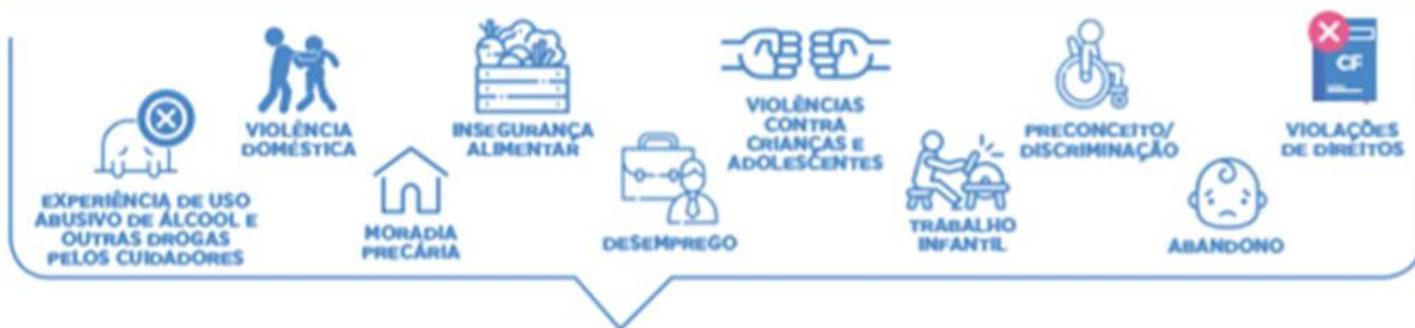 EXPERIÊNCIA DE USO
ABUSIVO DE ÁLCOOL E
OUTRAS DROGAS
PELOS CUIDADORES
VIOLÊNCIA
DOMÉSTICA
MORADIA
PRECÁRIA
INSEGURANÇA
ALIMENTAR
DESEMPREGO
VIOLÊNCIAS
CONTRA
CRIANÇAS E
ADOLESCENTES
TRABALHO
INFANTIL
PRECONCEITO/
DISCRIMINAÇÃO
ABANDONO
CF
VIOLAÇÕES
DE DIREITOS